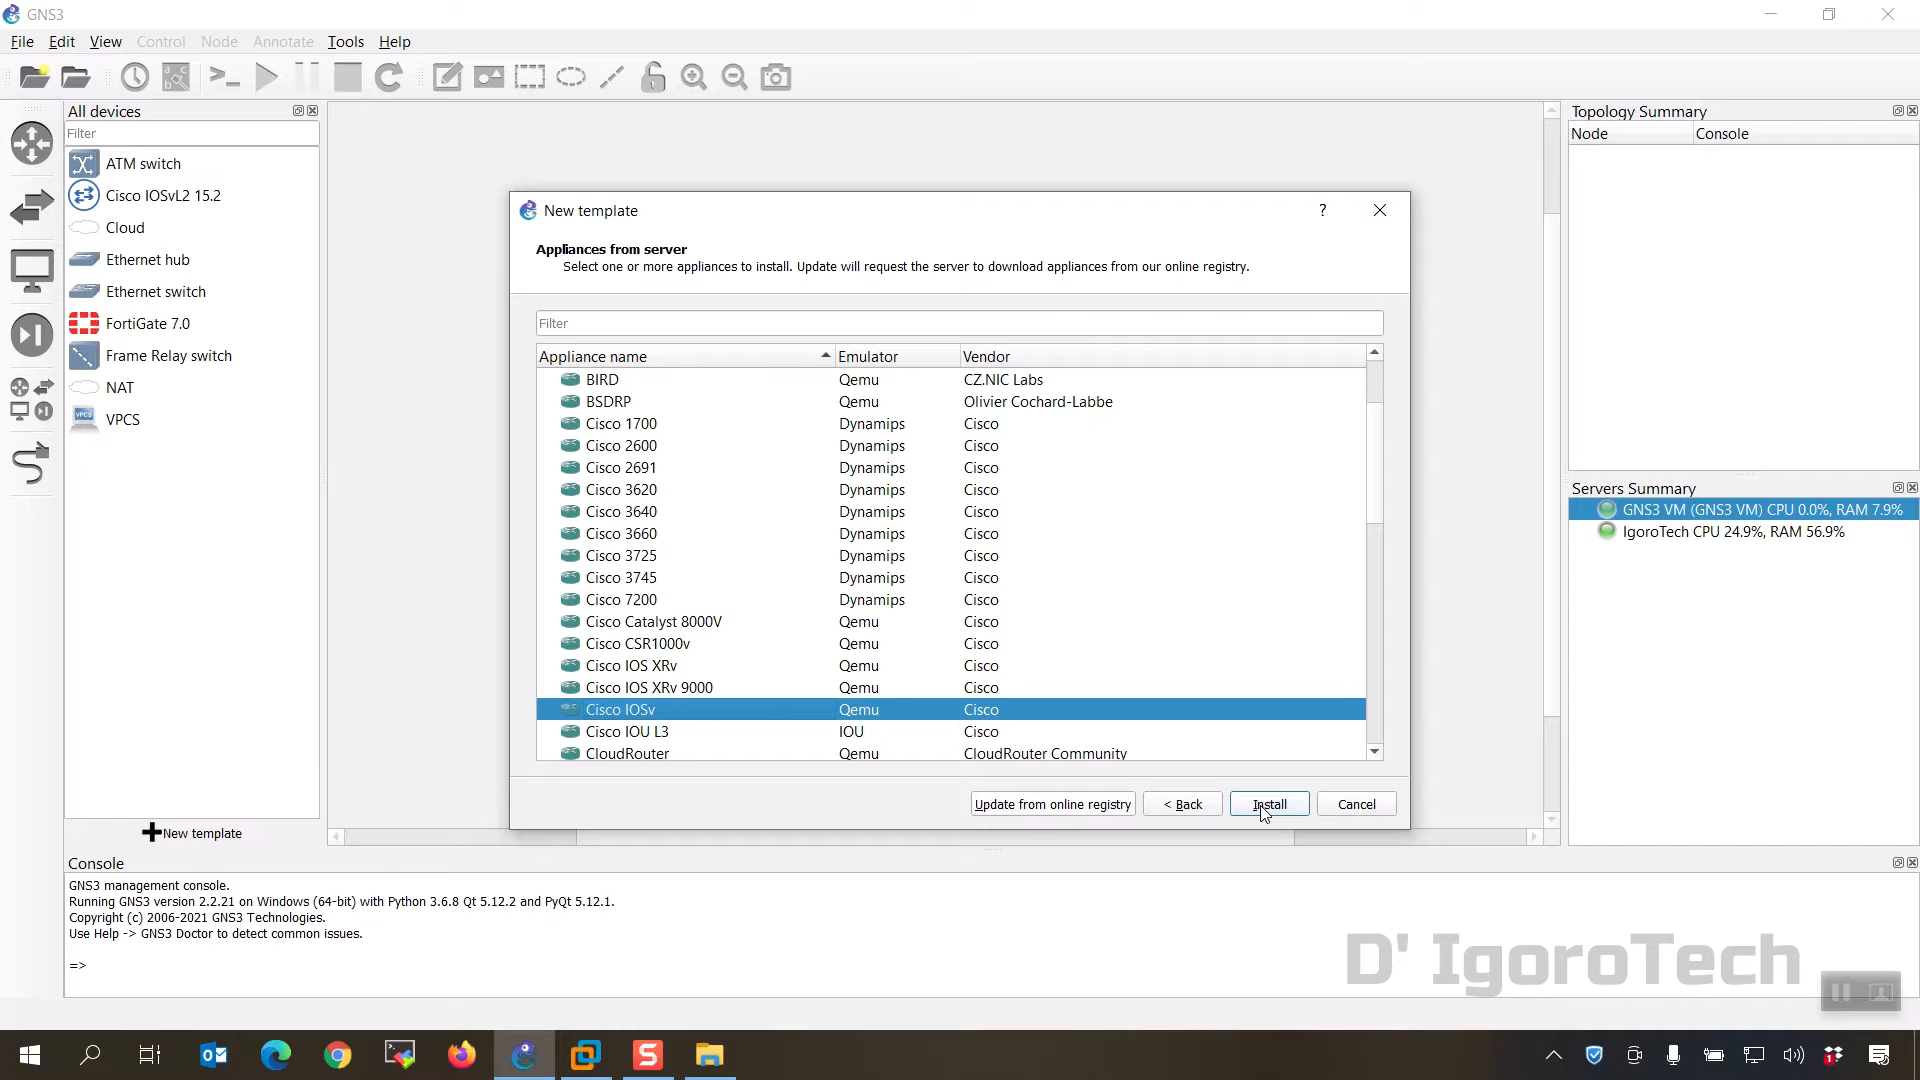 GNS3
File Edit View Control Node Annotate Tools Help
All devices
Filter
ATM switch
Cisco IOSvL2 15.2
Cloud
Ethernet hub
Ethernet switch
FortiGate 7.0
Frame Relay switch
NAT
VPCS
VPCS
New template
New template
?
Appliances from server
Select one or more appliances to install. Update will request the server to download appliances from our online registry.
Filter
Appliance name Emulator Vendor
BIRD Qemu CZ.NIC Labs
BSDRP Qemu Olivier Cochard-Labbe
Cisco 1700 Dynamips Cisco
Cisco 2600 Dynamips Cisco
Cisco 2691 Dynamips Cisco
Cisco 3620 Dynamips Cisco
Cisco 3640 Dynamips Cisco
Cisco 3660 Dynamips Cisco
Cisco 3725 Dynamips Cisco
Cisco 3745 Dynamips Cisco
Cisco 7200 Dynamips Cisco
Cisco Catalyst 8000V Qemu Cisco
Cisco CSR1000v Qemu Cisco
Cisco IOS XRv Qemu Cisco
Cisco IOS XRv 9000 Qemu Cisco
Cisco IOSv Qemu Cisco
Cisco IOU L3 IOU Cisco
CloudRouter Qemu CloudRouter Community
Update from online registry < Back Install Cancel
Topology Summary
Node Console
Servers Summary
GNS3 VM (GNS3 VM) CPU 0.0%, RAM 7.9%
IgoroTech CPU 24.9%, RAM 56.9%
Console
GNS3 management console.
Running GNS3 version 2.2.21 on Windows (64-bit) with Python 3.6.8 Qt 5.12.2 and PyQt 5.12.1.
Copyright (c) 2006-2021 GNS3 Technologies.
Use Help -> GNS3 Doctor to detect common issues.
=>
D' IgoroTech